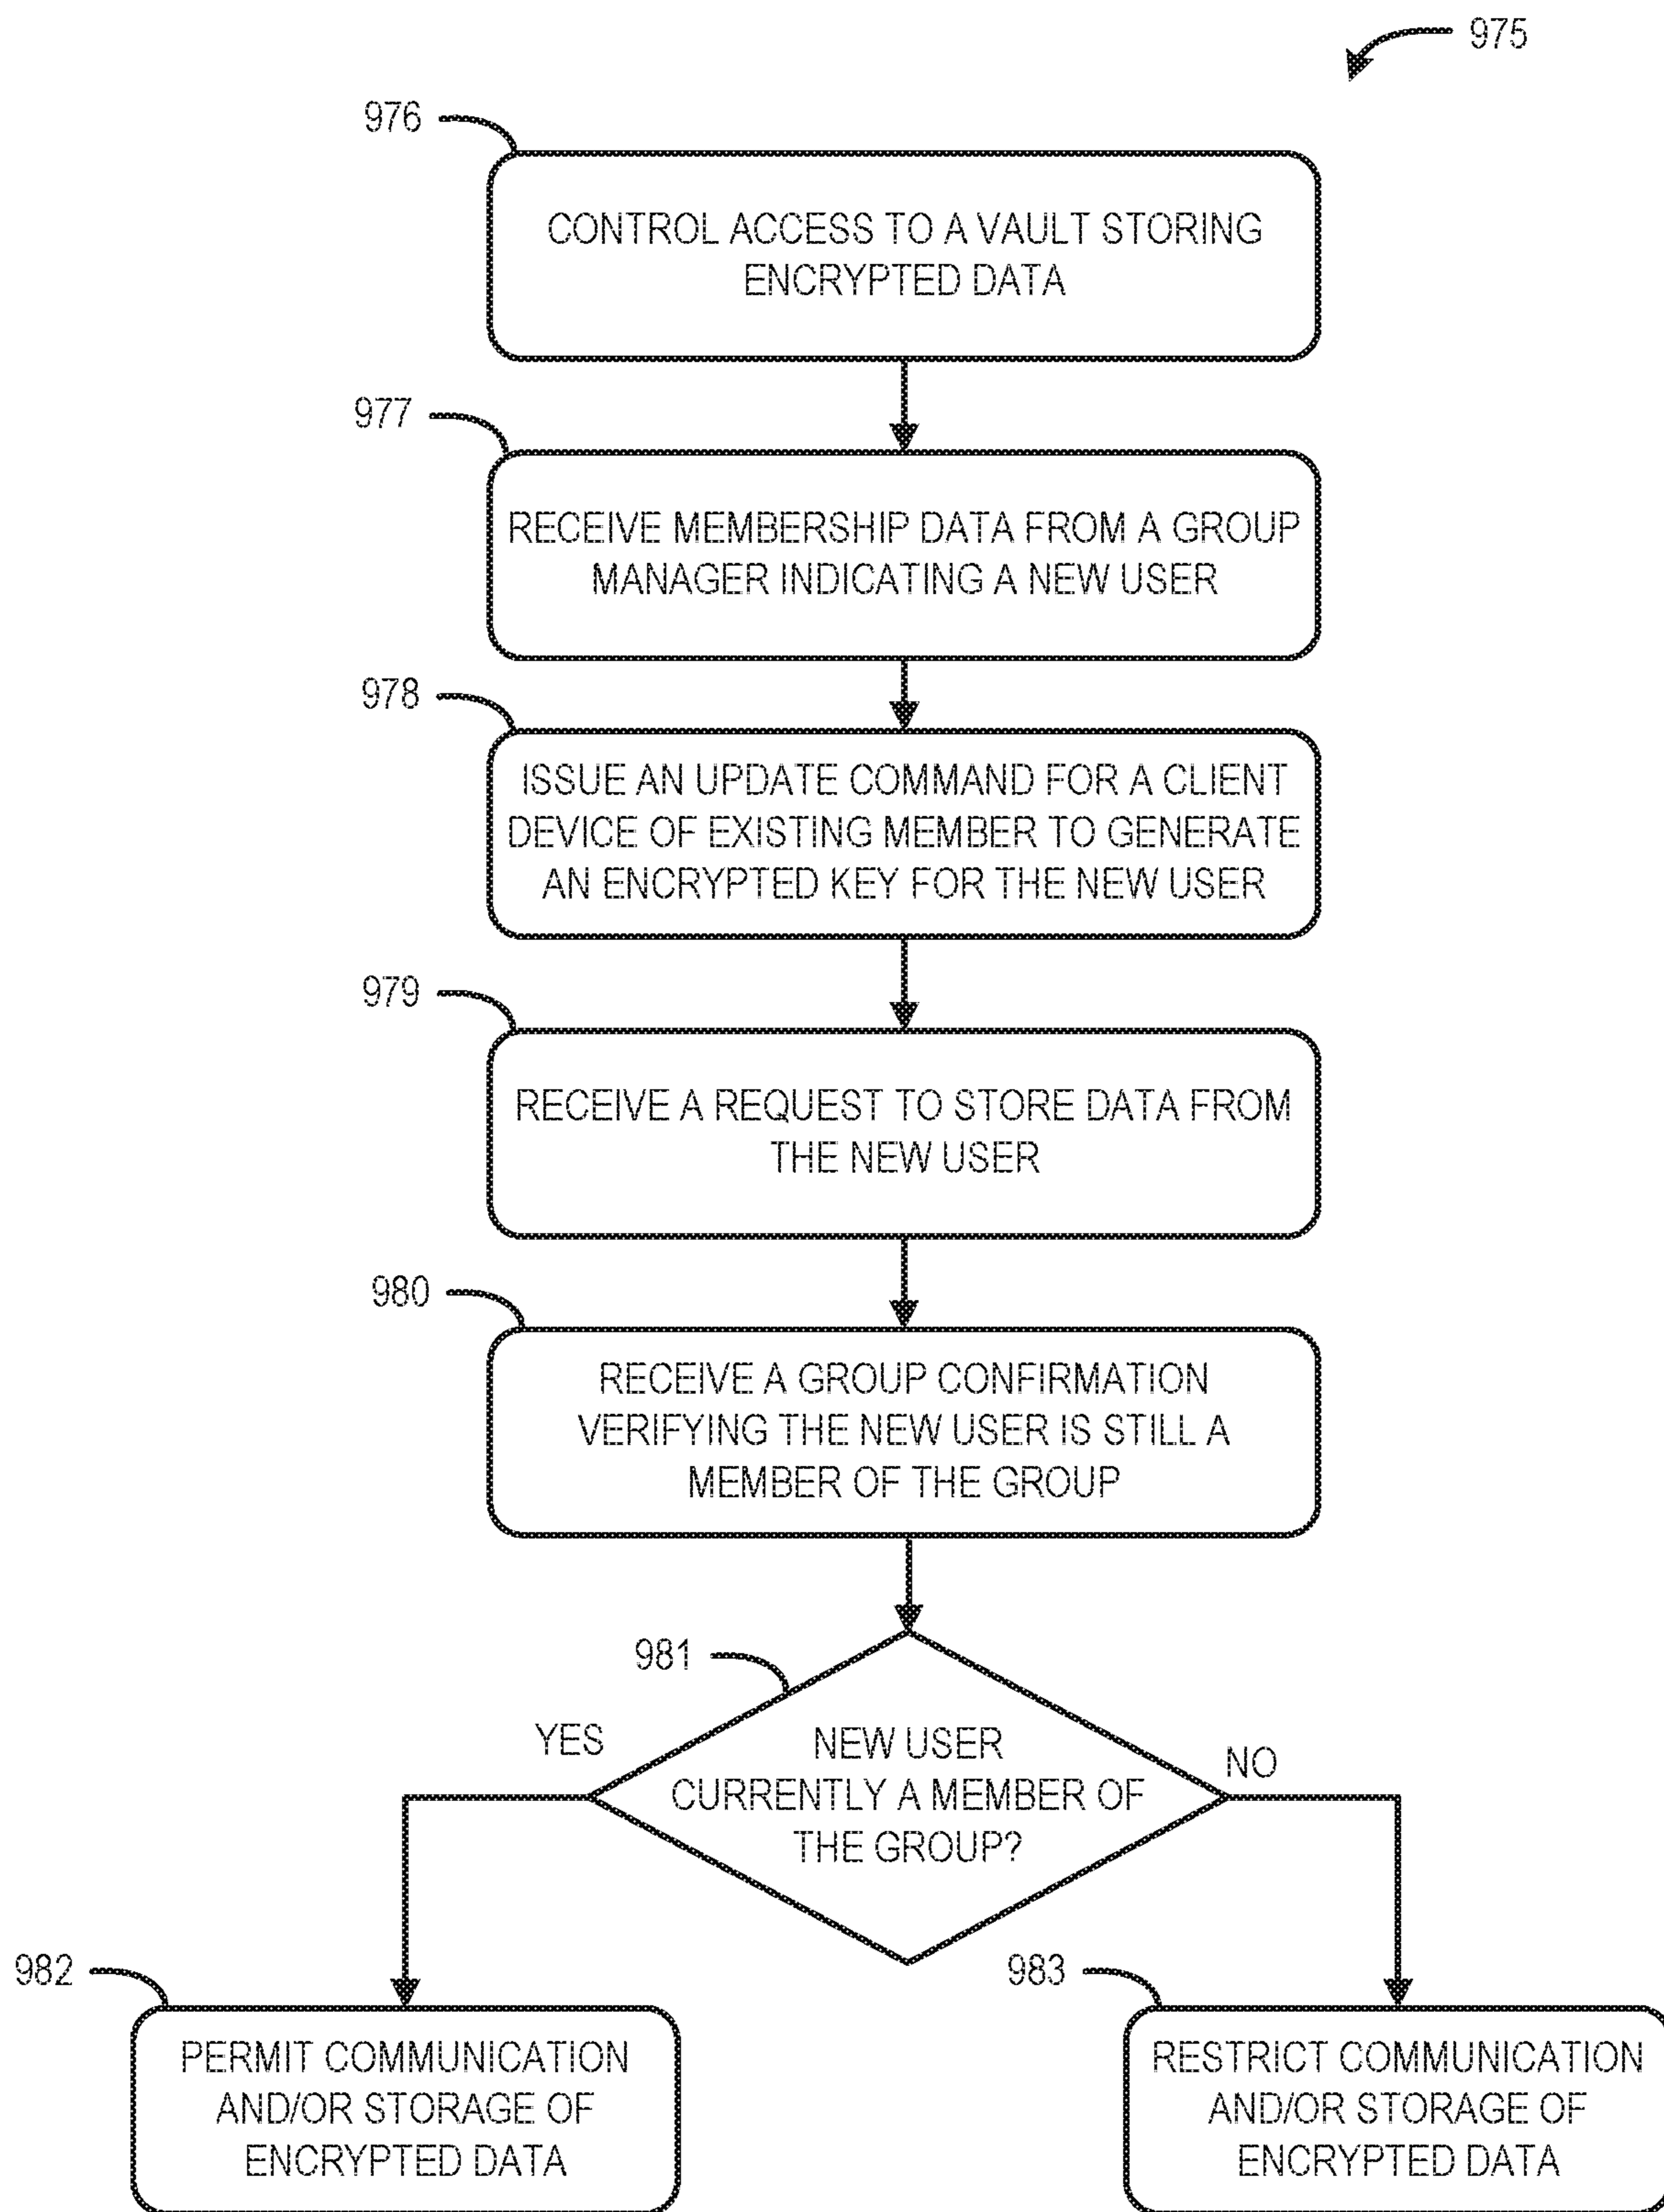 975
976
CONTROL ACCESS TO A VAULT STORING
ENCRYPTED DATA
977
RECEIVE MEMBERSHIP DATA FROM A GROUP
MANAGER INDICATING A NEW USER
978
ISSUE AN UPDATE COMMAND FOR A CLIENT
DEVICE OF EXISTING MEMBER TO GENERATE
AN ENCRYPTED KEY FOR THE NEW USER
979
RECEIVE A REQUEST TO STORE DATA FROM
THE NEW USER
980
RECEIVE A GROUP CONFIRMATION
VERIFYING THE NEW USER IS STILL A
MEMBER OF THE GROUP
981
YES
NEW USER
CURRENTLY A MEMBER OF
THE GROUP?
NO
982
PERMIT COMMUNICATION
AND/OR STORAGE OF
ENCRYPTED DATA
983
RESTRICT COMMUNICATION
AND/OR STORAGE OF
ENCRYPTED DATA